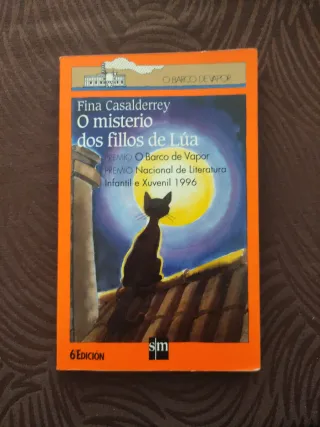 O BARCO DE VAPOR
Fina Casalderrey
O misterio
dos fillos de Lúa
PREMIO O Barco de Vapor
PREMIO Nacional de Literatura
Infantil e Xuvenil 1996
6ª EDICIÓN
sm